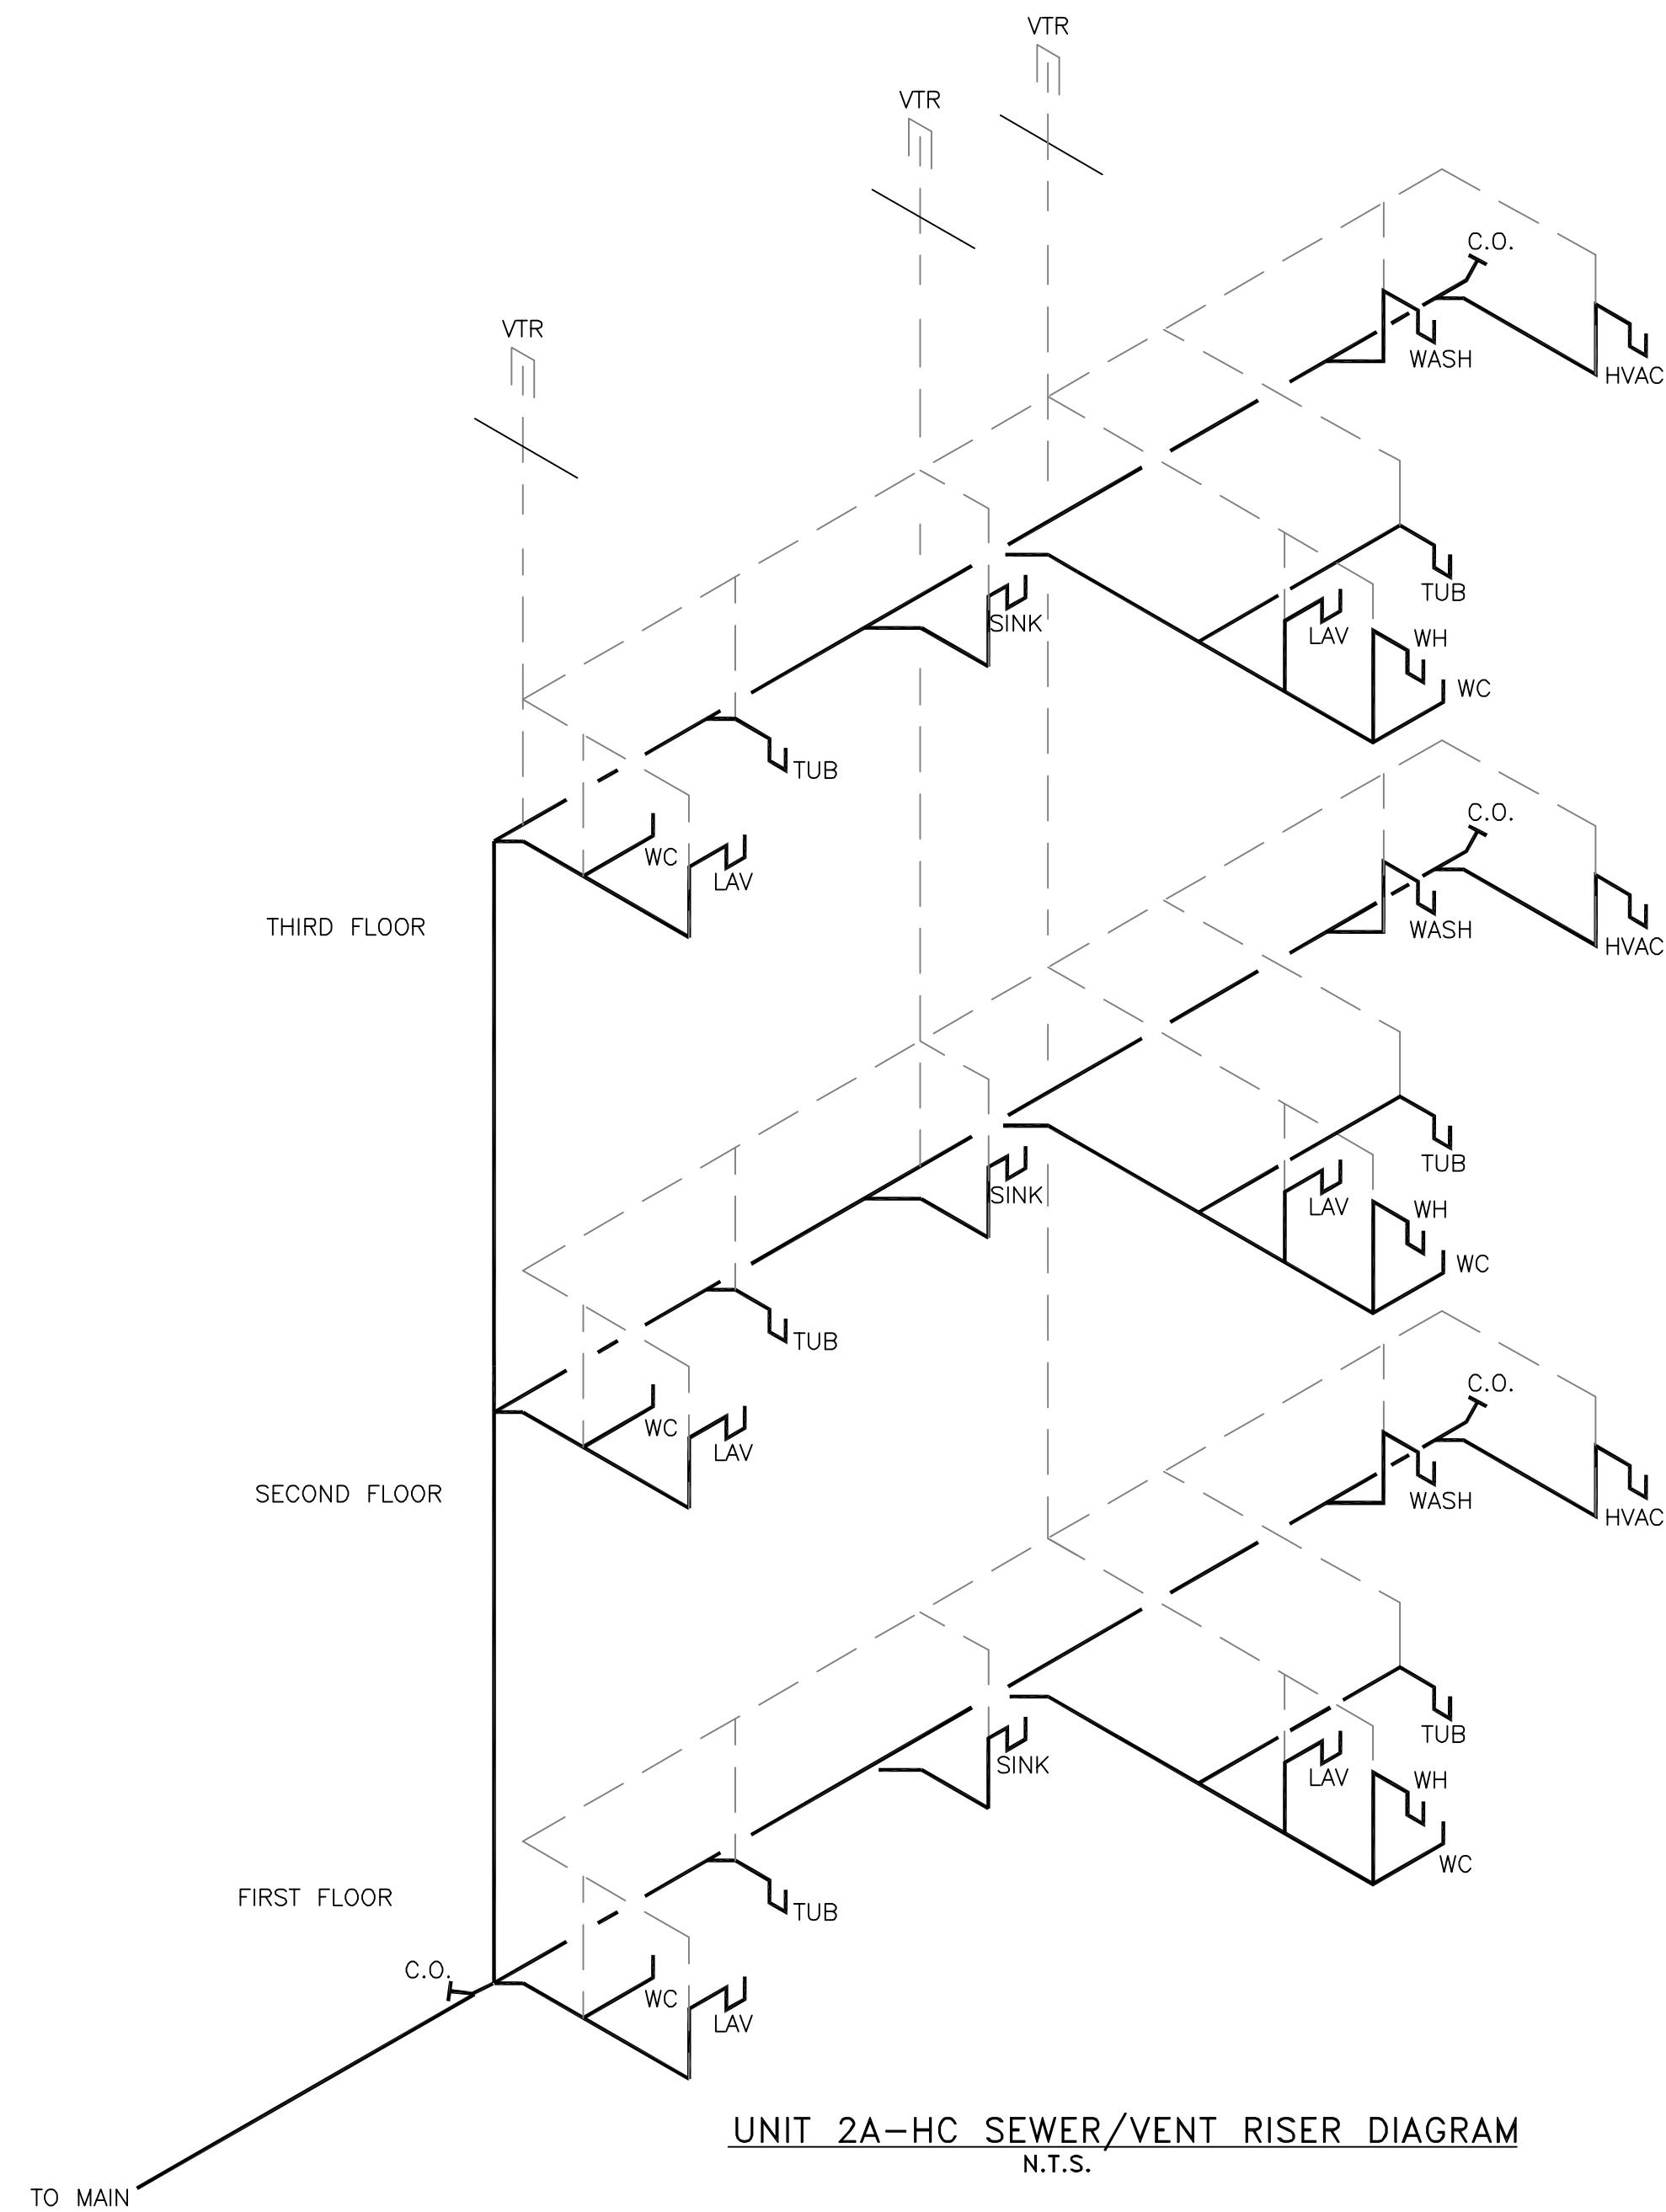 VTR
VTR
VTR
C.O.
WASH
HVAC
TUB
SINK
LAV
WH
WC
TUB
WC
LAV
THIRD FLOOR
C.O.
WASH
HVAC
TUB
SINK
LAV
WH
WC
TUB
WC
LAV
SECOND FLOOR
C.O.
WASH
HVAC
TUB
SINK
LAV
WH
WC
FIRST FLOOR
TUB
C.O.
WC
LAV
UNIT 2A-HC SEWER/VENT RISER DIAGRAM
N.T.S.
TO MAIN